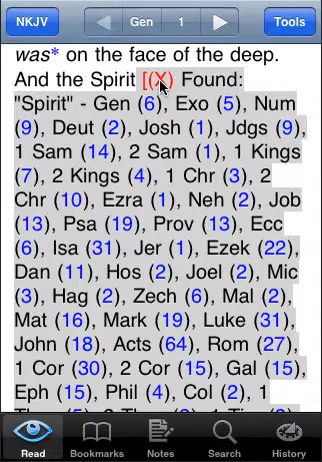 NKJV Gen 1 Tools
was* on the face of the deep.
And the Spirit [(X) Found:
"Spirit" - Gen (6), Exo (5), Num
(9), Deut (2), Josh (1), Jdgs (9),
1 Sam (14), 2 Sam (1), 1 Kings
(7), 2 Kings (4), 1 Chr (3), 2
Chr (10), Ezra (1), Neh (2), Job
(13), Psa (19), Prov (13), Ecc
(6), Isa (31), Jer (1), Ezek (22),
Dan (11), Hos (2), Joel (2), Mic
(3), Hag (2), Zech (6), Mal (2),
Mat (16), Mark (19), Luke (31),
John (18), Acts (64), Rom (27),
1 Cor (30), 2 Cor (15), Gal (15),
Eph (15), Phil (4), Col (2), 1
Read Bookmarks Notes Search History